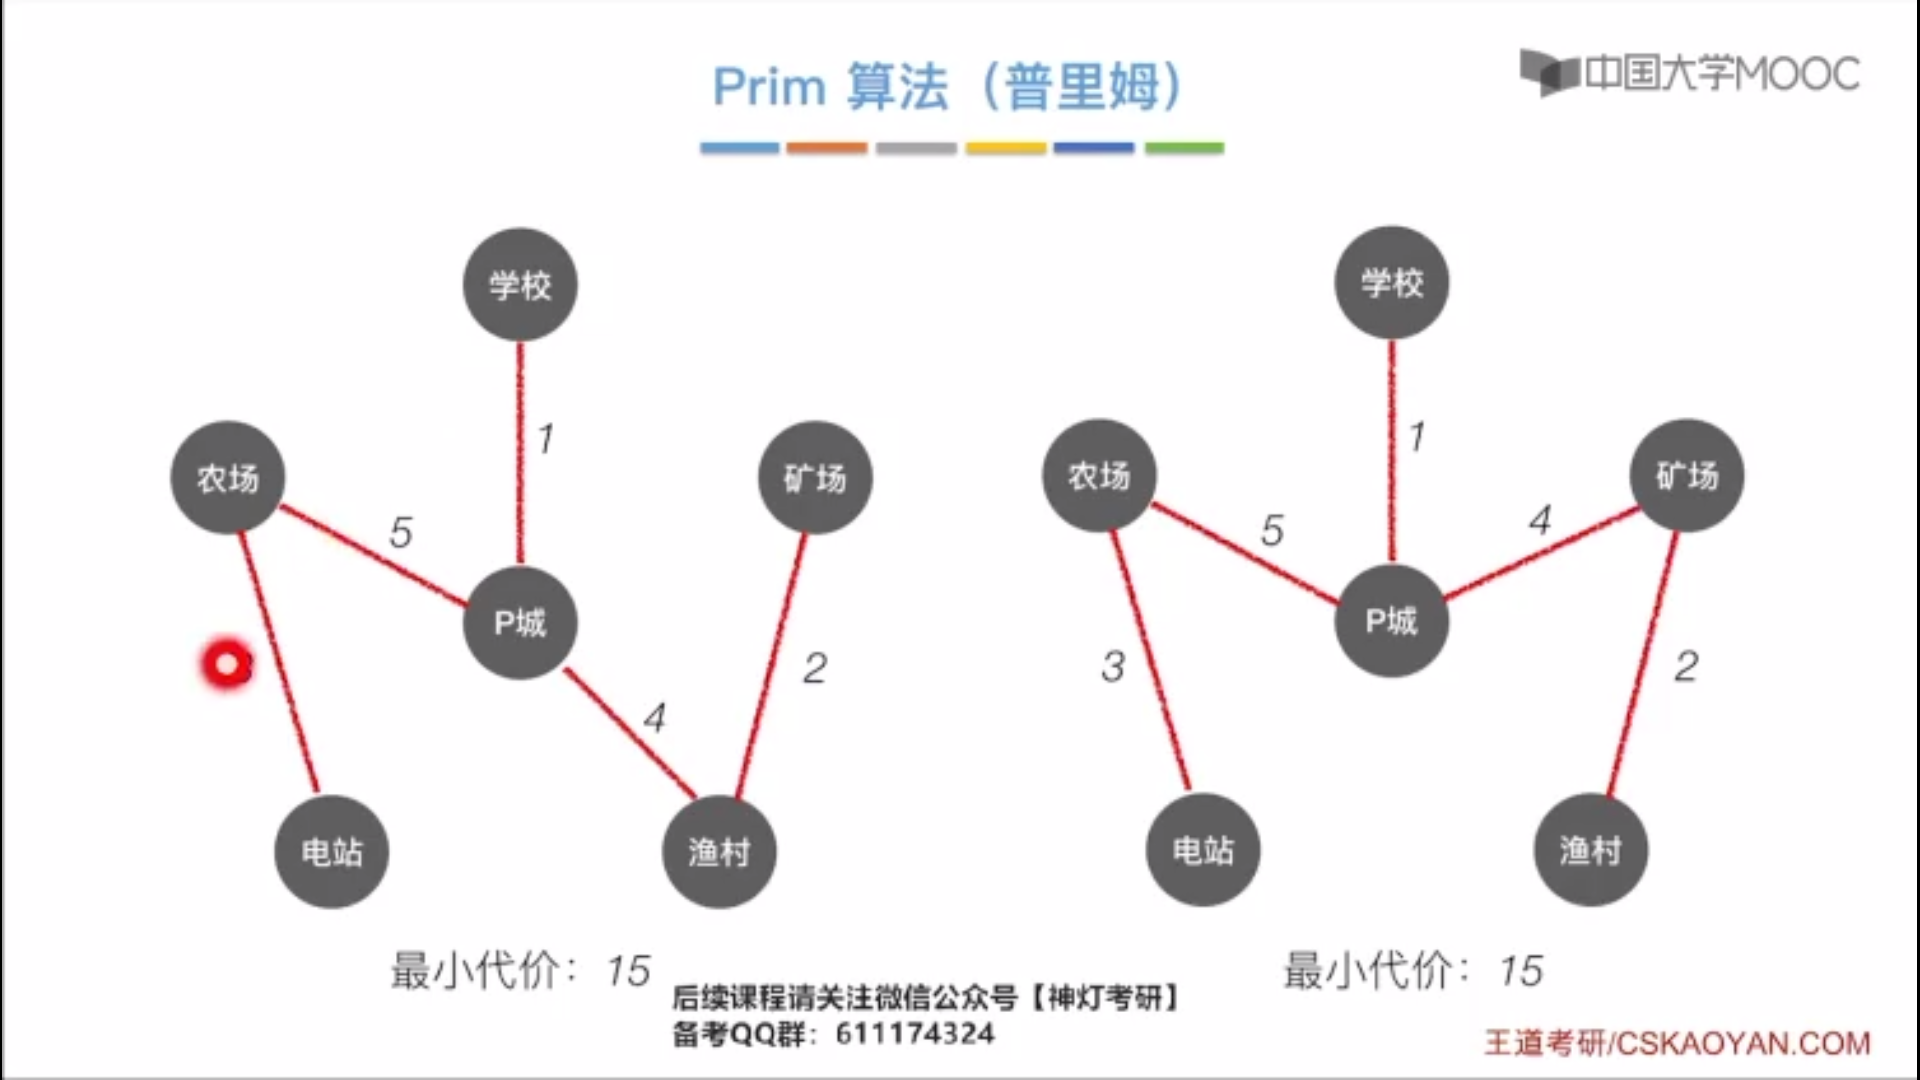 Prim 算法（普里姆）
中国大学MOOC
学校
1
农场
矿场
5
P城
2
4
电站
渔村
最小代价：15
学校
1
农场
矿场
5
4
P城
3
2
电站
渔村
最小代价：15
后续课程请关注微信公众号【神灯考研】
备考QQ群：611174324
王道考研/CSKAOYAN.COM